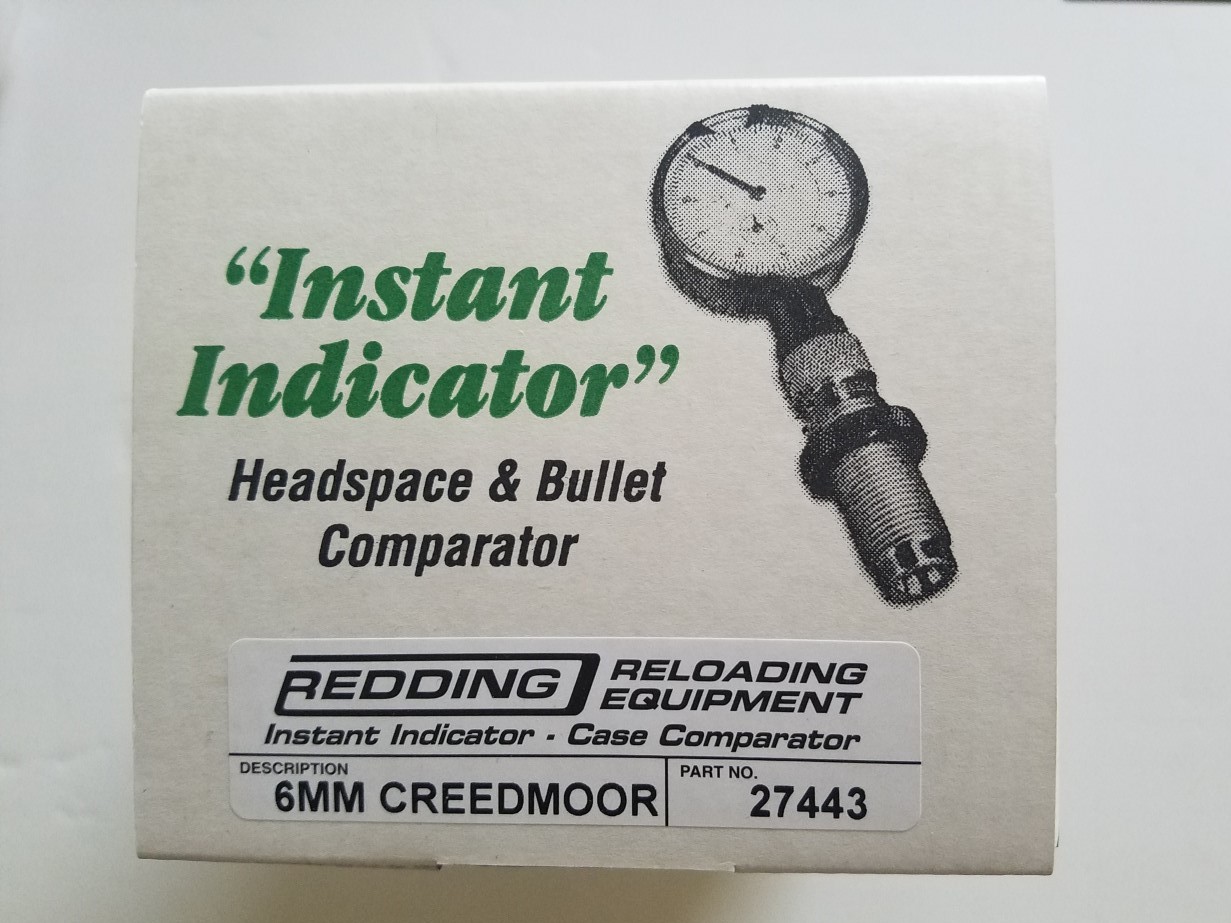 “Instant
Indicator”
Headspace & Bullet
Comparator
REDDING RELOADING
EQUIPMENT
Instant Indicator - Case Comparator
DESCRIPTION
6MM CREEDMOOR
PART NO.
27443